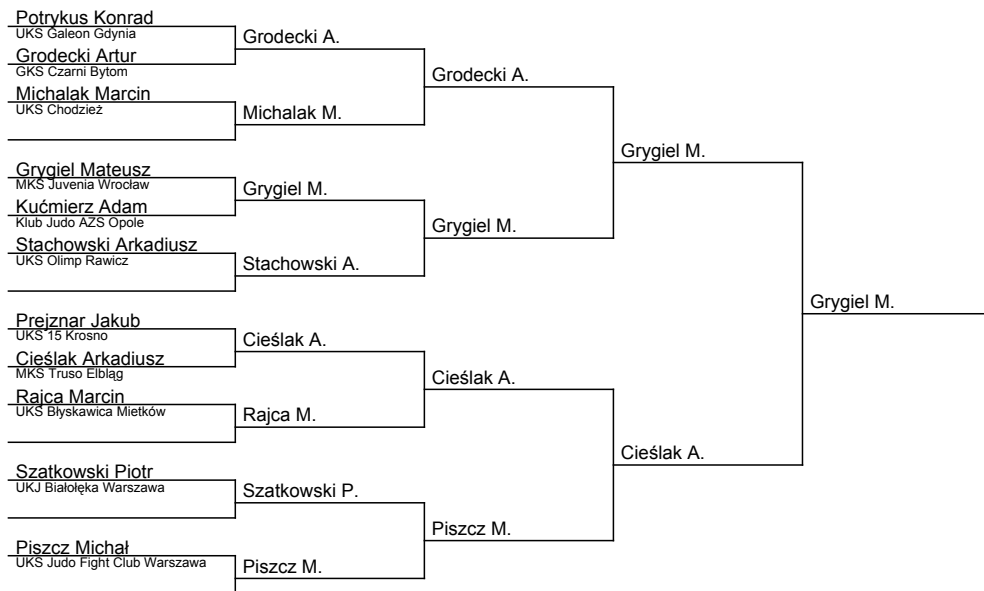 Potrykus Konrad
UKS Galeon Gdynia
Grodecki Artur
GKS Czarni Bytom
Michalak Marcin
UKS Chodzież
Grygiel Mateusz
MKS Juvenia Wrocław
Kućmierz Adam
Klub Judo AZS Opole
Stachowski Arkadiusz
UKS Olimp Rawicz
Prejznar Jakub
UKS 15 Krosno
Cieślak Arkadiusz
MKS Truso Elbląg
Rajca Marcin
UKS Błyskawica Mietków
Szatkowski Piotr
UKJ Białołęka Warszawa
Piszcz Michał
UKS Judo Fight Club Warszawa
Grodecki A.
Michalak M.
Grygiel M.
Stachowski A.
Cieślak A.
Rajca M.
Szatkowski P.
Piszcz M.
Grodecki A.
Grygiel M.
Cieślak A.
Piszcz M.
Grygiel M.
Cieślak A.
Grygiel M.